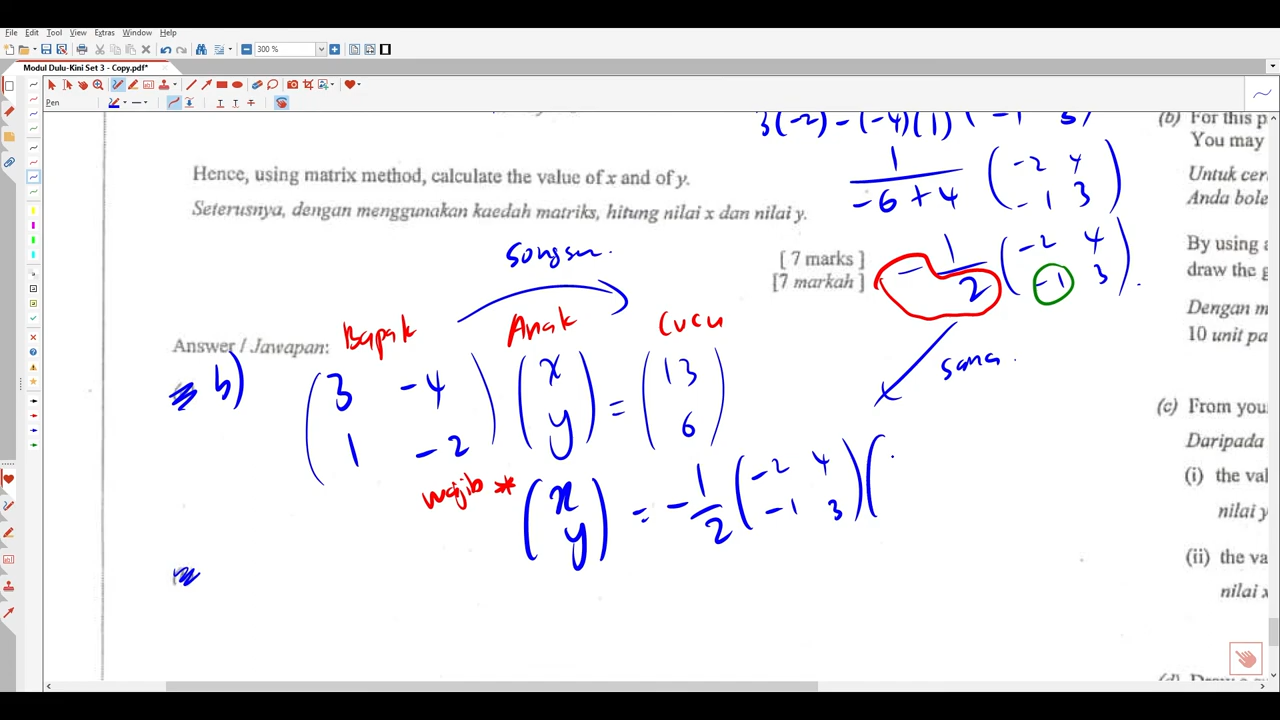 File Edit Tool View Extras Window Help
300 %
Modul Dulu-Kini Set 3 - Copy.pdf*
Pen
3(-2) - (-4)(1)
1/(-6 + 4) (-2 4
-1 3)
-1/2 (-2 4
-1 3)
Hence, using matrix method, calculate the value of x and of y.
Seterusnya, dengan menggunakan kaedah matriks, hitung nilai x dan nilai y.
[ 7 marks ]
[7 markah ]
Answer / Jawapan:
Bapak Anak Cucu
b) (3 -4
1 -2) (x
y) = (13
6)
sama.
wajib * (x
y) = -1/2 (-2 4
-1 3) (
(b) For this p
You may
Untuk cer
Anda bole
By using a
draw the g
Dengan m
10 unit pa
(c) From you
Daripada
(i) the val
nilai y
(ii) the va
nilai x